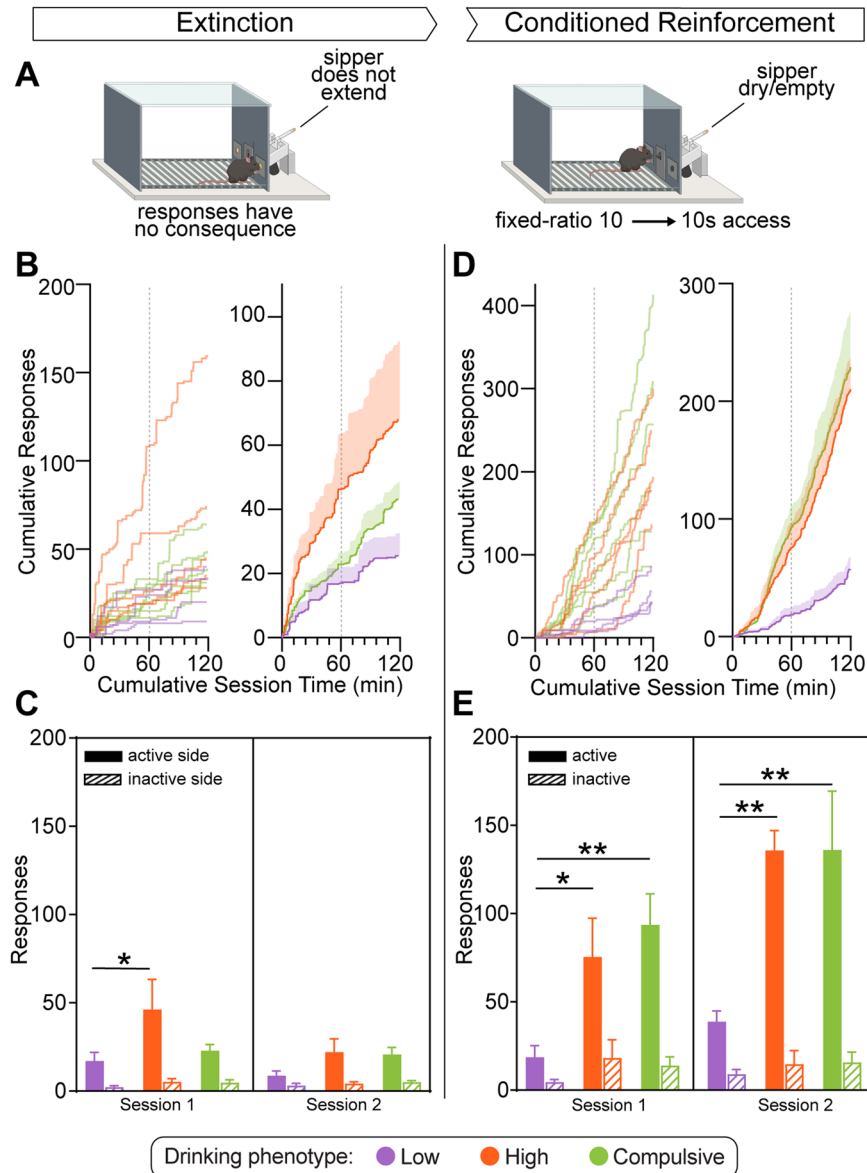 Extinction
Conditioned Reinforcement
A
sipper
does not
extend
responses have
no consequence
sipper
dry/empty
fixed-ratio 10 → 10s access
B
Cumulative Responses
200
150
100
50
0
0
60
120
100
80
60
40
20
0
0
60
120
Cumulative Session Time (min)
D
Cumulative Responses
400
300
200
100
0
0
60
120
300
200
100
0
0
60
120
Cumulative Session Time (min)
C
Responses
200
150
100
50
0
active side
inactive side
*
Session 1
Session 2
E
Responses
200
150
100
50
0
active
inactive
**
*
**
**
Session 1
Session 2
Drinking phenotype: Low High Compulsive